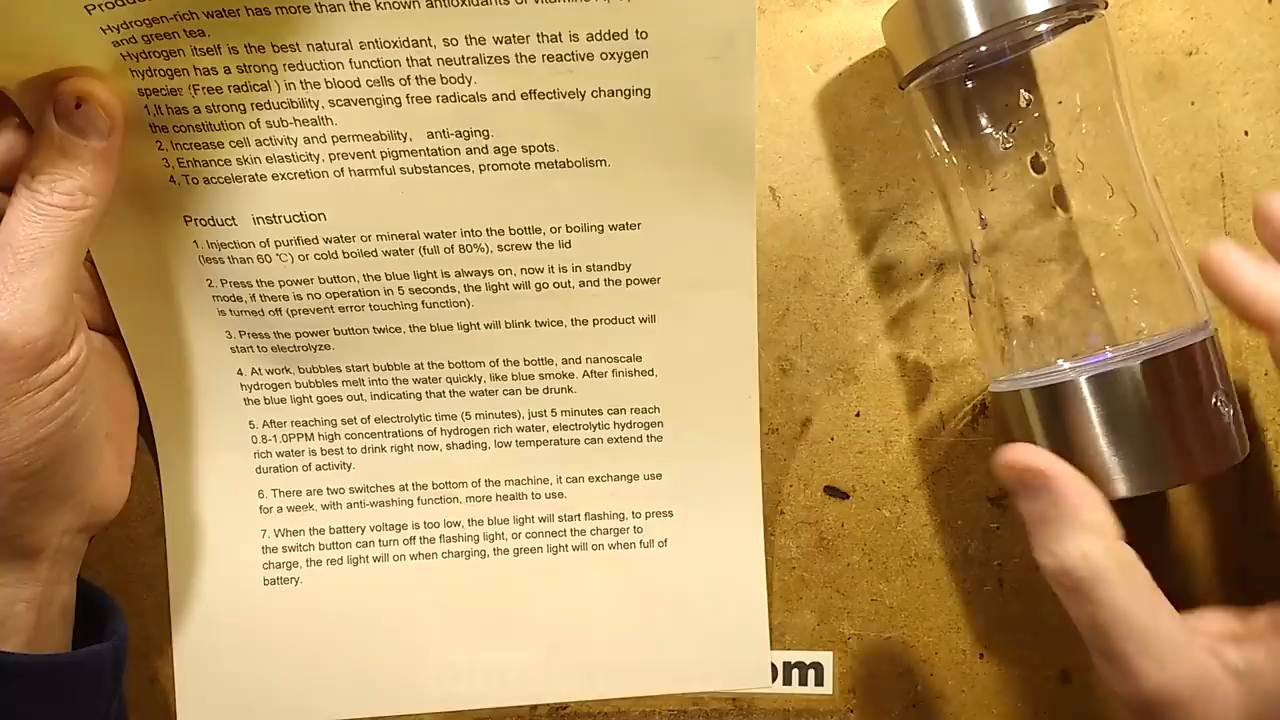 Produc
Hydrogen-rich water has more than the known antioxidants of vitamins
and green tea.
Hydrogen itself is the best natural antioxidant, so the water that is added to
hydrogen has a strong reduction function that neutralizes the reactive oxygen
species (Free radical ) in the blood cells of the body.
1,It has a strong reducibility, scavenging free radicals and effectively changing
the constitution of sub-health.
2, Increase cell activity and permeability, anti-aging.
3, Enhance skin elasticity, prevent pigmentation and age spots.
4, To accelerate excretion of harmful substances, promote metabolism.
Product instruction
1. Injection of purified water or mineral water into the bottle, or boiling water
(less than 60 ℃) or cold boiled water (full of 80%), screw the lid
2. Press the power button, the blue light is always on, now it is in standby
mode, if there is no operation in 5 seconds, the light will go out, and the power
is turned off (prevent error touching function).
3. Press the power button twice, the blue light will blink twice, the product will
start to electrolyze.
4. At work, bubbles start bubble at the bottom of the bottle, and nanoscale
hydrogen bubbles melt into the water quickly, like blue smoke. After finished,
the blue light goes out, indicating that the water can be drunk.
5. After reaching set of electrolytic time (5 minutes), just 5 minutes can reach
0.8-1.0PPM high concentrations of hydrogen rich water, electrolytic hydrogen
rich water is best to drink right now, shading, low temperature can extend the
duration of activity.
6. There are two switches at the bottom of the machine, it can exchange use
for a week, with anti-washing function, more health to use.
7. When the battery voltage is too low, the blue light will start flashing, to press
the switch button can turn off the flashing light, or connect the charger to
charge, the red light will on when charging, the green light will on when full of
battery.
om